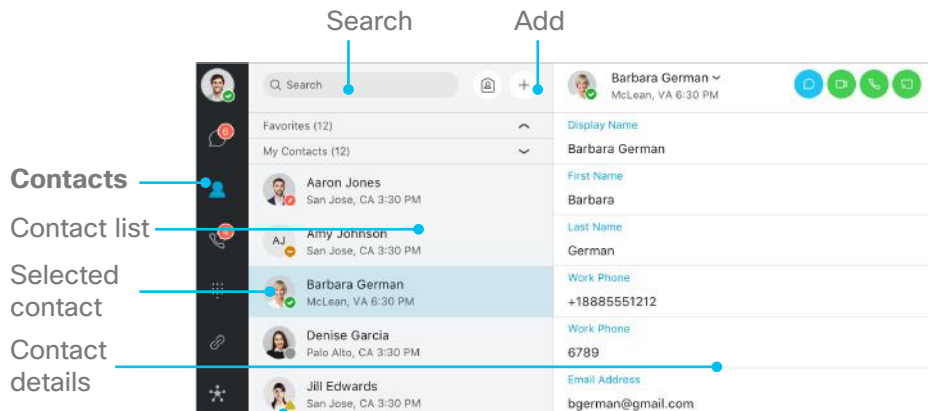 Search
Add
Search
Barbara German
McLean, VA 6:30 PM
Favorites (12)
Display Name
6
Barbara German
My Contacts (12)
First Name
Contacts
Aaron Jones
San Jose, CA 3:30 PM
Barbara
Contact list
Last Name
AJ
Amy Johnson
San Jose, CA 3:30 PM
German
Selected
contact
Barbara German
McLean, VA 6:30 PM
Work Phone
+18885551212
Contact
details
Denise Garcia
Palo Alto, CA 3:30 PM
Work Phone
6789
Jill Edwards
San Jose, CA 3:30 PM
Email Address
bgerman@gmail.com